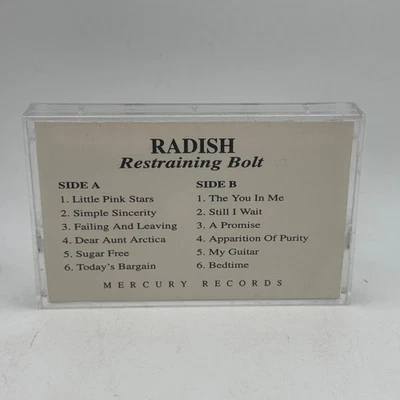 RADISH
Restraining Bolt
SIDE A
1. Little Pink Stars
2. Simple Sincerity
3. Failing And Leaving
4. Dear Aunt Arctica
5. Sugar Free
6. Today's Bargain
SIDE B
1. The You In Me
2. Still I Wait
3. A Promise
4. Apparition Of Purity
5. My Guitar
6. Bedtime
MERCURY RECORDS